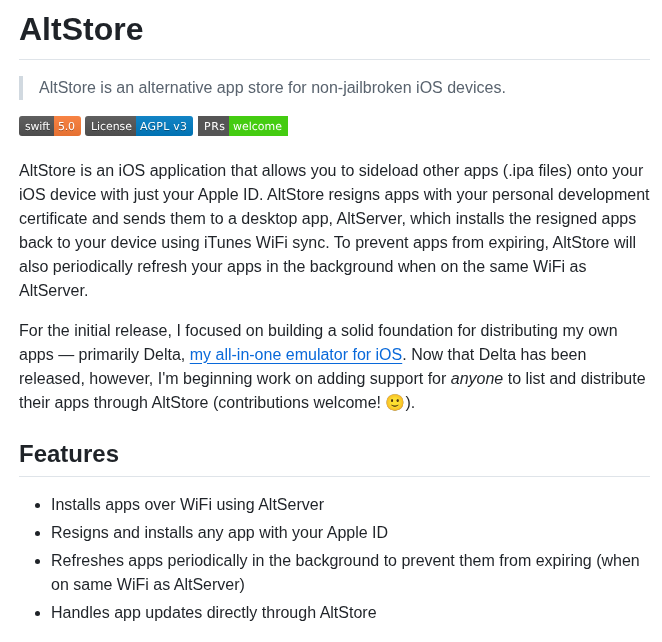 AltStore
AltStore is an alternative app store for non-jailbroken iOS devices.
swift 5.0 License AGPL v3 PRs welcome
AltStore is an iOS application that allows you to sideload other apps (.ipa files) onto your
iOS device with just your Apple ID. AltStore resigns apps with your personal development
certificate and sends them to a desktop app, AltServer, which installs the resigned apps
back to your device using iTunes WiFi sync. To prevent apps from expiring, AltStore will
also periodically refresh your apps in the background when on the same WiFi as
AltServer.
For the initial release, I focused on building a solid foundation for distributing my own
apps — primarily Delta, my all-in-one emulator for iOS. Now that Delta has been
released, however, I'm beginning work on adding support for anyone to list and distribute
their apps through AltStore (contributions welcome! 🙂).
Features
• Installs apps over WiFi using AltServer
• Resigns and installs any app with your Apple ID
• Refreshes apps periodically in the background to prevent them from expiring (when
on same WiFi as AltServer)
• Handles app updates directly through AltStore